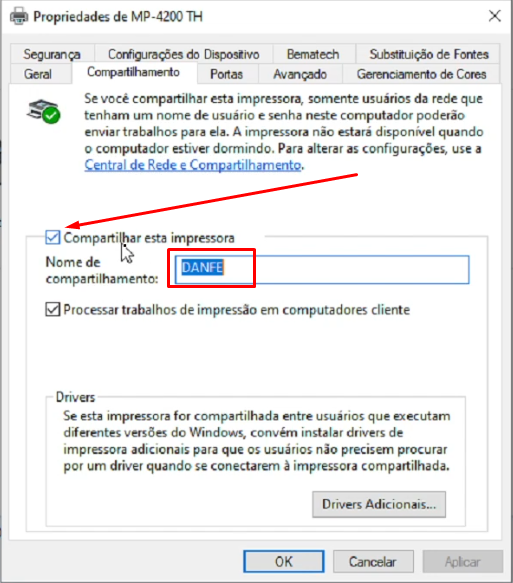 Propriedades de MP-4200 TH
Segurança Configurações do Dispositivo Bematech Substituição de Fontes
Geral Compartilhamento Portas Avançado Gerenciamento de Cores
Se você compartilhar esta impressora, somente usuários da rede que
tenham um nome de usuário e senha neste computador poderão
enviar trabalhos para ela. A impressora não estará disponível quando
o computador estiver dormindo. Para alterar as configurações, use a
Central de Rede e Compartilhamento.
Compartilhar esta impressora
Nome de
compartilhamento:
DANFE
Processar trabalhos de impressão em computadores cliente
Drivers
Se esta impressora for compartilhada entre usuários que executam
diferentes versões do Windows, convém instalar drivers de
impressora adicionais para que os usuários não precisem procurar
por um driver quando se conectarem à impressora compartilhada.
Drivers Adicionais...
OK Cancelar Aplicar